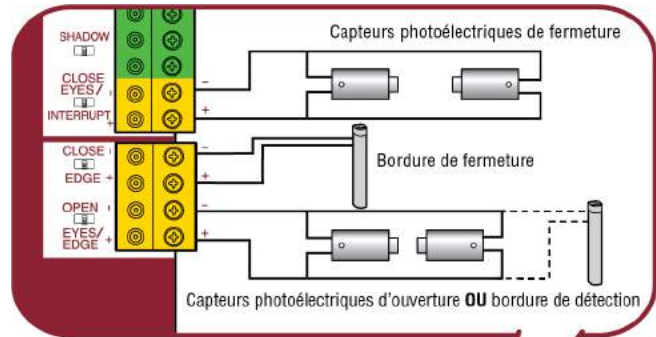 SHADOW
Capteurs photoélectriques de fermeture
CLOSE
EYES/ -
INTERRUPT +
- 
+
CLOSE -
EDGE +
-
+
Bordure de fermeture
OPEN -
EYES/
EDGE +
-
+
Capteurs photoélectriques d'ouverture OU bordure de détection